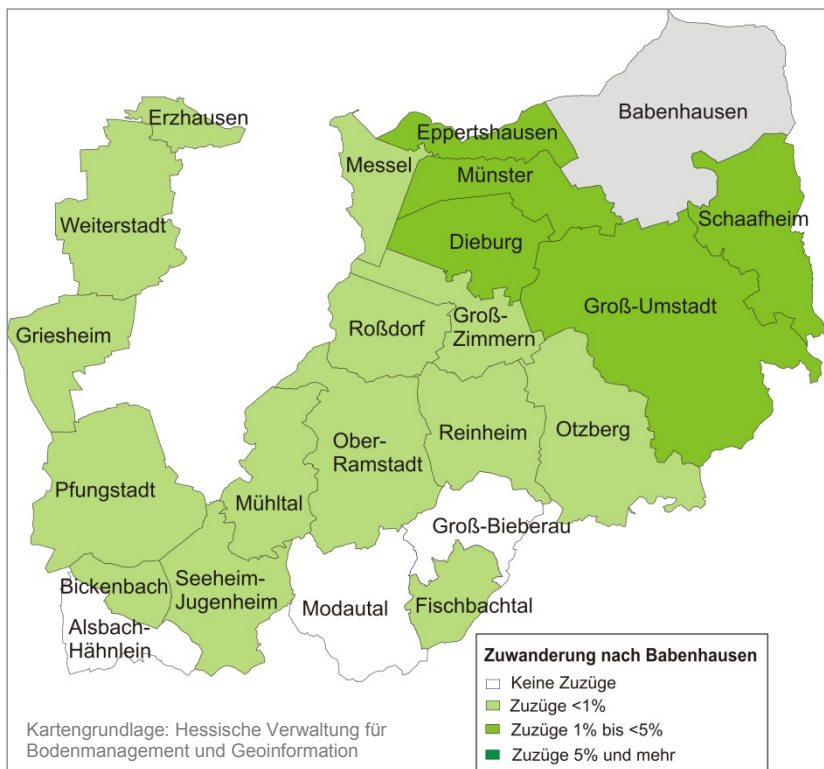 Babenhausen
Erzhausen
Eppertshausen
Messel
Münster
Weiterstadt
Schaafheim
Dieburg
Groß-Umstadt
Griesheim
Roßdorf
Groß-
Zimmern
Otzberg
Reinheim
Ober-
Ramstadt
Pfungstadt
Mühltal
Groß-Bieberau
Bickenbach
Seeheim-
Jugenheim
Modautal
Fischbachtal
Alsbach-
Hähnlein
Zuwanderung nach Babenhausen
Keine Zuzüge
Zuzüge <1%
Zuzüge 1% bis <5%
Zuzüge 5% und mehr
Kartengrundlage: Hessische Verwaltung für
Bodenmanagement und Geoinformation